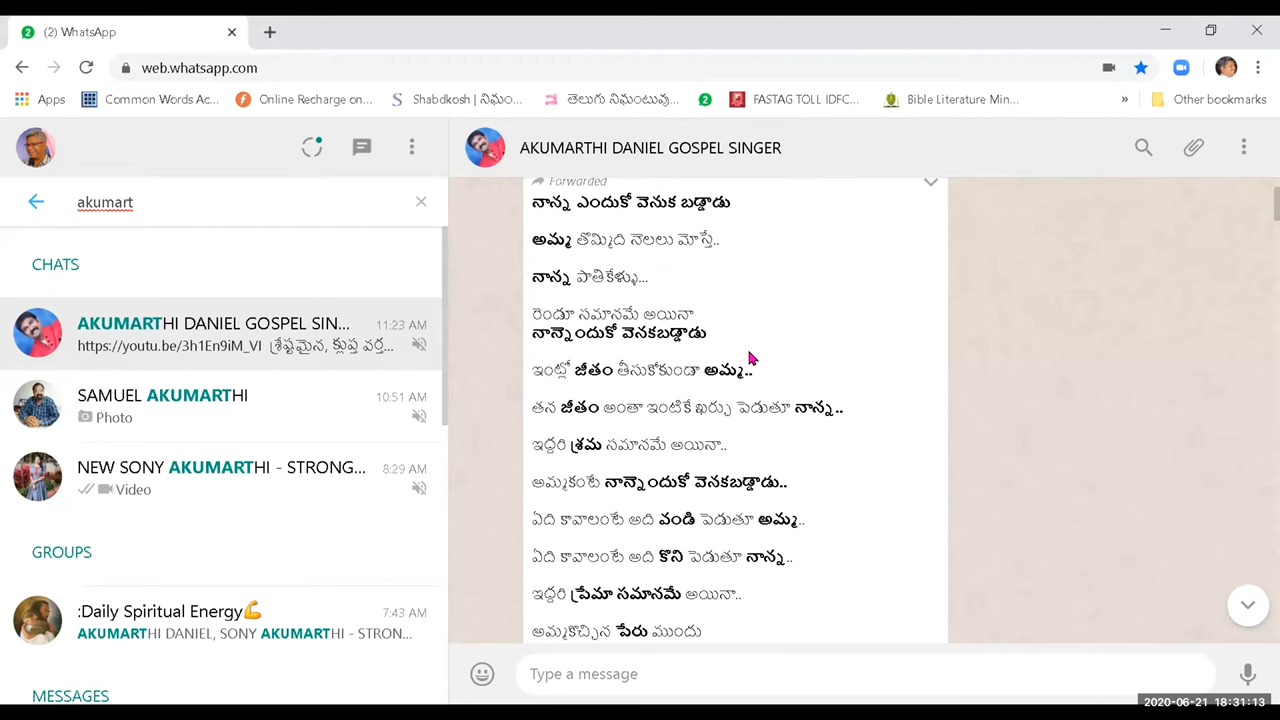 (2) WhatsApp
web.whatsapp.com
Apps
Common Words Ac...
Online Recharge on...
Shabdkosh | నిఘం...
తెలుగు నిఘంటువు...
FASTAG TOLL IDFC...
Bible Literature Min...
»
Other bookmarks
AKUMARTHI DANIEL GOSPEL SINGER
akumart
CHATS
AKUMARTHI DANIEL GOSPEL SIN...
11:23 AM
https://youtu.be/3h1En9iM_VI శ్రేష్టమైన, క్లుప్త వర్త...
SAMUEL AKUMARTHI
10:51 AM
Photo
NEW SONY AKUMARTHI - STRONG...
8:29 AM
Video
GROUPS
:Daily Spiritual Energy💪
7:43 AM
AKUMARTHI DANIEL, SONY AKUMARTHI - STRON...
MESSAGES
Forwarded
నాన్న ఎందుకో వెనుక బడ్డాడు
అమ్మ తొమ్మిది నెలలు మోస్తే..
నాన్న పాతికేళ్ళు...
రెండూ సమానమే అయినా
నాన్నెందుకో వెనకబడ్డాడు
ఇంట్లో జీతం తీసుకోకుండా అమ్మ..
తన జీతం అంతా ఇంటికే ఖర్చు పెడుతూ నాన్న..
ఇద్దరి శ్రమ సమానమే అయినా..
అమ్మకంటే నాన్నెందుకో వెనకబడ్డాడు..
ఏది కావాలంటే అది వండి పెడుతూ అమ్మ..
ఏది కావాలంటే అది కొని పెడుతూ నాన్న..
ఇద్దరి ప్రేమా సమానమే అయినా..
అమ్మకొచ్చిన పేరు ముందు
Type a message
2020-06-21 18:31:13